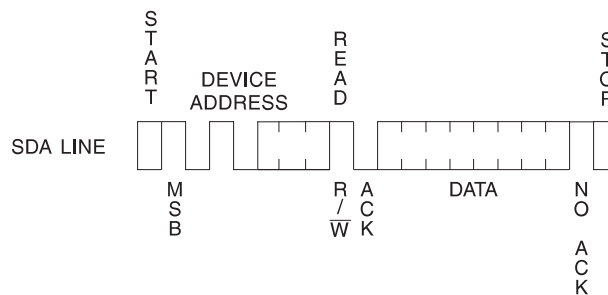 START
DEVICE
ADDRESS
READ
STOP
SDA LINE
MSB
R/W
ACK
DATA
NO ACK